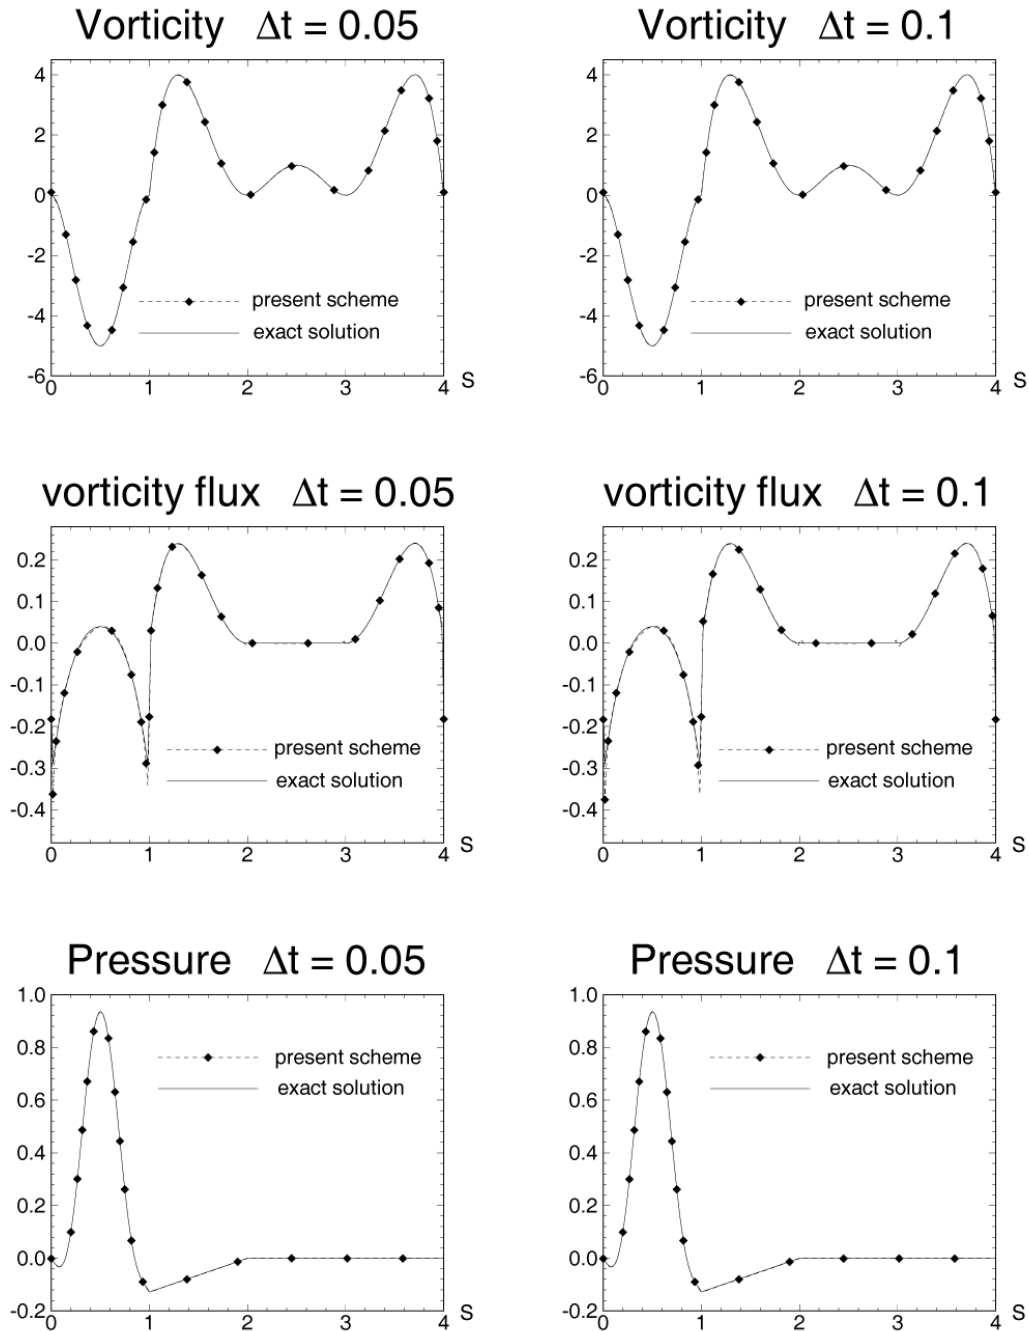 Vorticity Δt = 0.05
4
2
0
-2
-4
-6
present scheme
exact solution
0 1 2 3 4 S
Vorticity Δt = 0.1
4
2
0
-2
-4
-6
present scheme
exact solution
0 1 2 3 4 S
vorticity flux Δt = 0.05
0.2
0.1
0.0
-0.1
-0.2
-0.3
-0.4
present scheme
exact solution
0 1 2 3 4 S
vorticity flux Δt = 0.1
0.2
0.1
0.0
-0.1
-0.2
-0.3
-0.4
present scheme
exact solution
0 1 2 3 4 S
Pressure Δt = 0.05
1.0
0.8
0.6
0.4
0.2
0.0
-0.2
present scheme
exact solution
0 1 2 3 4 S
Pressure Δt = 0.1
1.0
0.8
0.6
0.4
0.2
0.0
-0.2
present scheme
exact solution
0 1 2 3 4 S